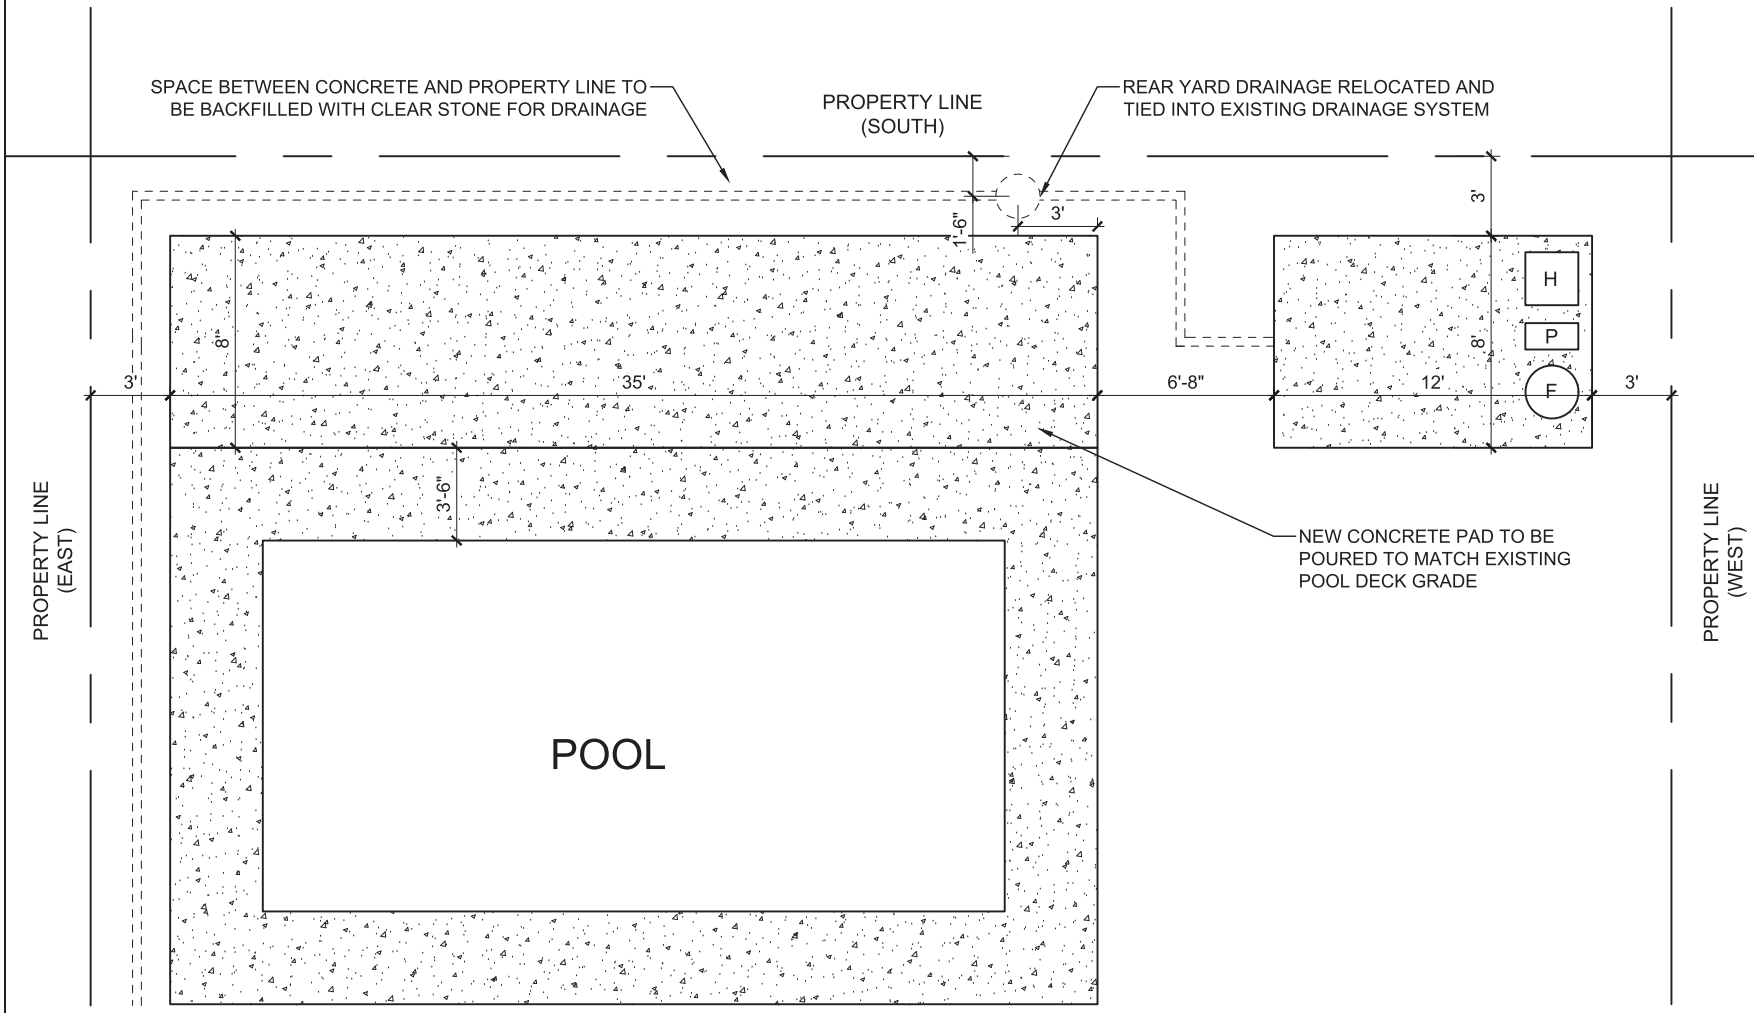 SPACE BETWEEN CONCRETE AND PROPERTY LINE TO
BE BACKFILLED WITH CLEAR STONE FOR DRAINAGE
PROPERTY LINE
(SOUTH)
REAR YARD DRAINAGE RELOCATED AND
TIED INTO EXISTING DRAINAGE SYSTEM
3'
1'-6"
3'
H
P
F
8'
8'
3'
35'
6'-8"
12'
3'
3'-6"
PROPERTY LINE
(EAST)
NEW CONCRETE PAD TO BE
POURED TO MATCH EXISTING
POOL DECK GRADE
PROPERTY LINE
(WEST)
POOL